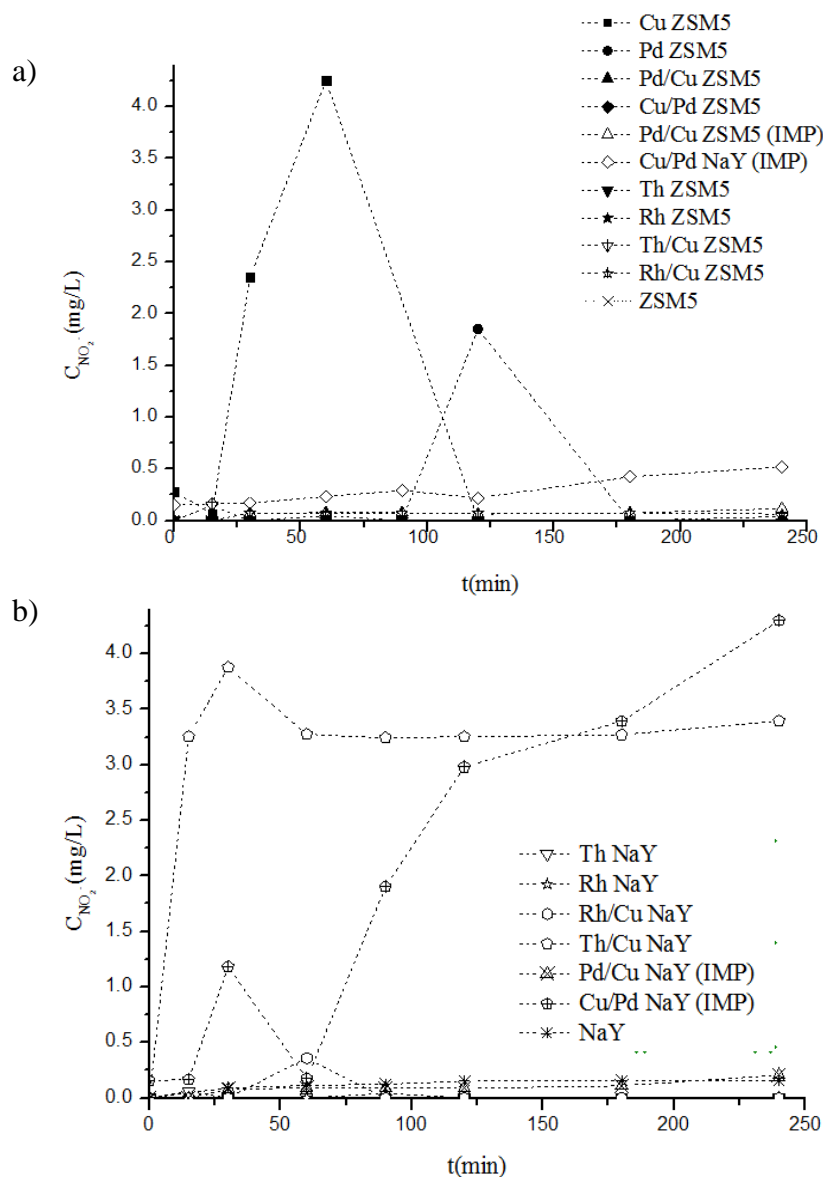 a)
Cu ZSM5
Pd ZSM5
Pd/Cu ZSM5
Cu/Pd ZSM5
Pd/Cu ZSM5 (IMP)
Cu/Pd NaY (IMP)
Th ZSM5
Rh ZSM5
Th/Cu ZSM5
Rh/Cu ZSM5
ZSM5
4.0
3.5
3.0
2.5
2.0
1.5
1.0
0.5
0.0
C_NO2- (mg/L)
0 50 100 150 200 250
t(min)
b)
4.0
3.5
3.0
2.5
2.0
1.5
1.0
0.5
0.0
C_NO2- (mg/L)
Th NaY
Rh NaY
Rh/Cu NaY
Th/Cu NaY
Pd/Cu NaY (IMP)
Cu/Pd NaY (IMP)
NaY
0 50 100 150 200 250
t(min)